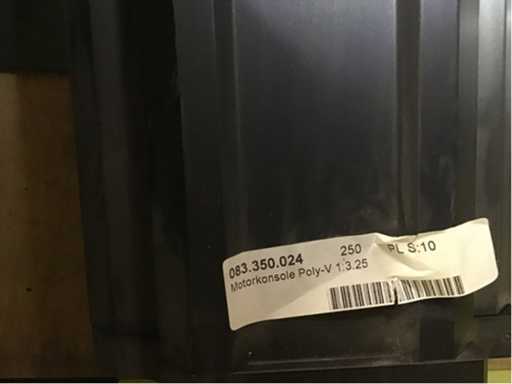 083.350.024 250 PL S:10
Motorkonsole Poly-V 1:3.25